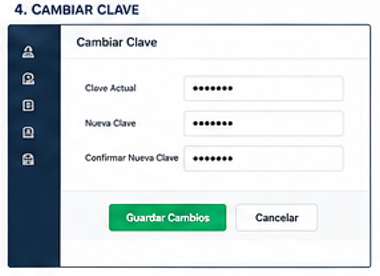 4. CAMBIAR CLAVE
Cambiar Clave
Clave Actual
•••••••
Nueva Clave
•••••••
Confirmar Nueva Clave
•••••••
Guardar Cambios
Cancelar